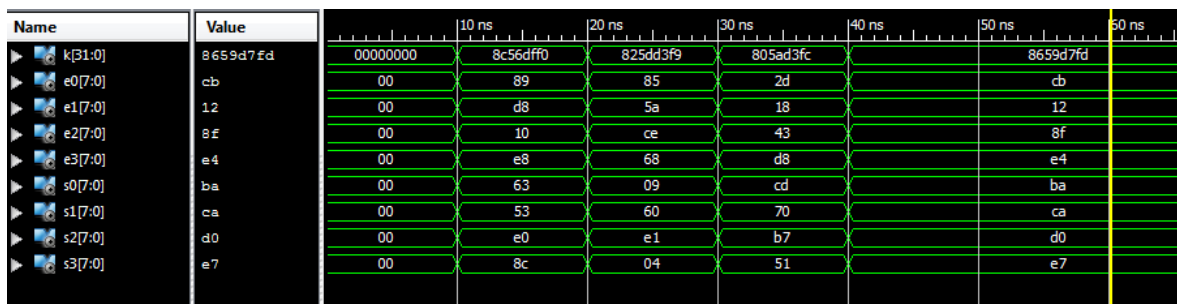 Name Value 10 ns 20 ns 30 ns 40 ns 50 ns 60 ns
k[31:0] 8659d7fd 00000000 8c56dff0 825dd3f9 805ad3fc 8659d7fd
e0[7:0] cb 00 89 85 2d cb
e1[7:0] 12 00 d8 5a 18 12
e2[7:0] 8f 00 10 ce 43 8f
e3[7:0] e4 00 e8 68 d8 e4
s0[7:0] ba 00 63 09 cd ba
s1[7:0] ca 00 53 60 70 ca
s2[7:0] d0 00 e0 e1 b7 d0
s3[7:0] e7 00 8c 04 51 e7